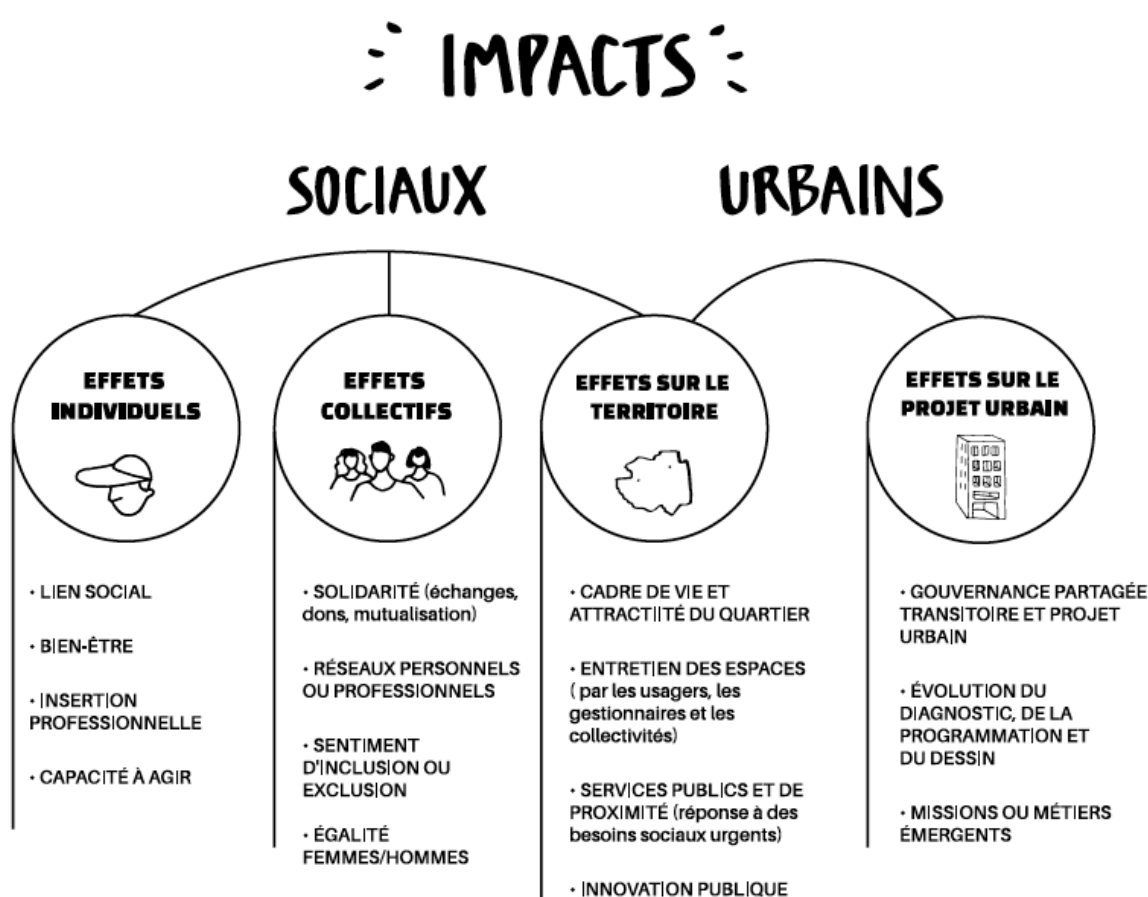 IMPACTS
SOCIAUX
URBAINS
EFFETS
INDIVIDUELS
• LIEN SOCIAL
• BIEN-ÊTRE
• INSERTION
PROFESSIONNELLE
• CAPACITÉ À AGIR
EFFETS
COLLECTIFS
• SOLIDARITÉ (échanges,
dons, mutualisation)
• RÉSEAUX PERSONNELS
OU PROFESSIONNELS
• SENTIMENT
D'INCLUSION OU
EXCLUSION
• ÉGALITÉ
FEMMES/HOMMES
EFFETS SUR LE
TERRITOIRE
• CADRE DE VIE ET
ATTRACTIITÉ DU QUARTIER
• ENTRETIEN DES ESPACES
( par les usagers, les
gestionnaires et les
collectivités)
• SERVICES PUBLICS ET DE
PROXIMITÉ (réponse à des
besoins sociaux urgents)
• INNOVATION PUBLIQUE
EFFETS SUR LE
PROJET URBAIN
• GOUVERNANCE PARTAGÉE
TRANSITOIRE ET PROJET
URBAIN
• ÉVOLUTION DU
DIAGNOSTIC, DE LA
PROGRAMMATION ET
DU DESSIN
• MISSIONS OU MÉTIERS
ÉMERGENTS